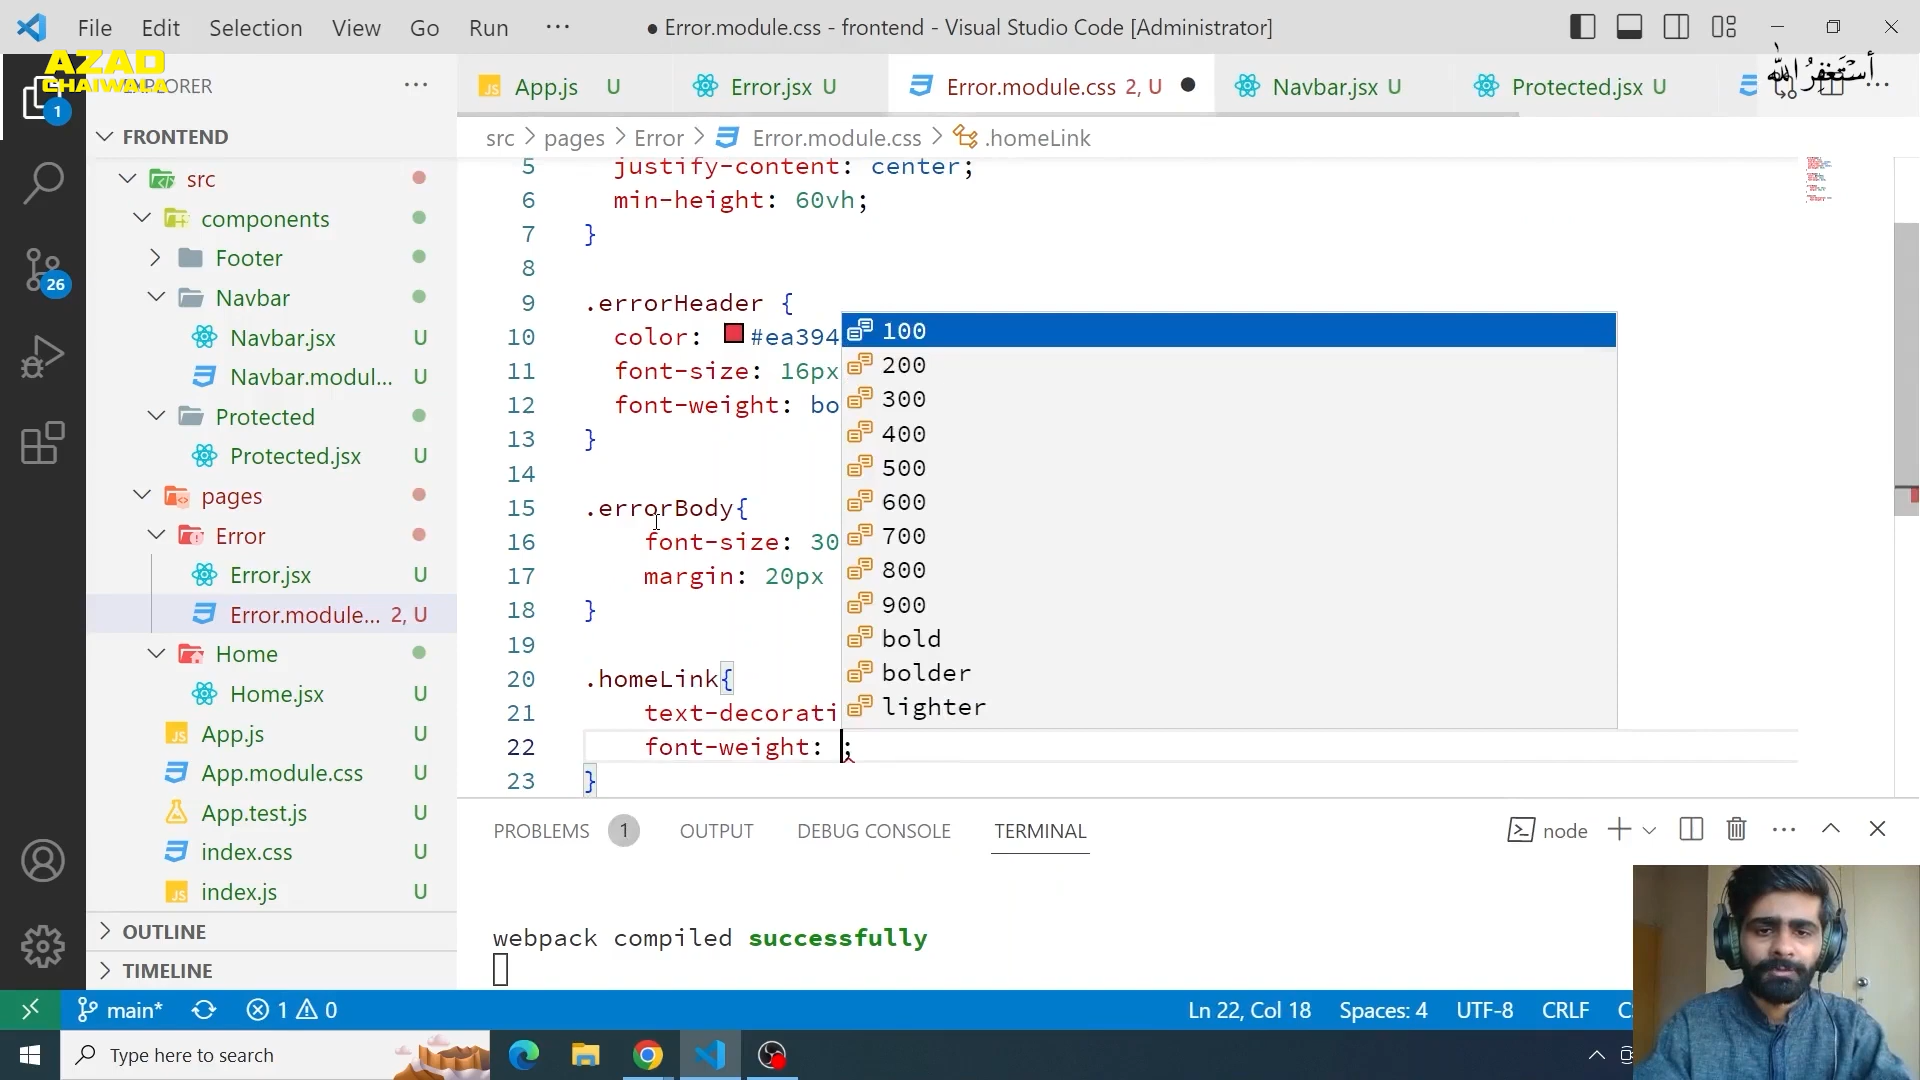 File Edit Selection View Go Run ···
● Error.module.css - frontend - Visual Studio Code [Administrator]
AZAD
CHAIWALA
EXPLORER ···
App.js U
Error.jsx U
Error.module.css 2, U
Navbar.jsx U
Protected.jsx U
أستغفر الله
1
FRONTEND
src > pages > Error > Error.module.css > .homeLink
src
components
Footer
Navbar
Navbar.jsx U
Navbar.modul... U
Protected
Protected.jsx U
pages
Error
Error.jsx U
Error.module... 2, U
Home
Home.jsx U
App.js U
App.module.css U
App.test.js U
index.css U
index.js U
OUTLINE
TIMELINE
26
5 justify-content: center;
6 min-height: 60vh;
7 }
8
9 .errorHeader {
10 color: #ea394
11 font-size: 16px
12 font-weight: bo
13 }
14
15 .errorBody{
16 font-size: 30
17 margin: 20px
18 }
19
20 .homeLink{
21 text-decorati
22 font-weight: ;
23 }
100
200
300
400
500
600
700
800
900
bold
bolder
lighter
PROBLEMS 1 OUTPUT DEBUG CONSOLE TERMINAL
node
webpack compiled successfully
main* 1 0
Ln 22, Col 18 Spaces: 4 UTF-8 CRLF
Type here to search